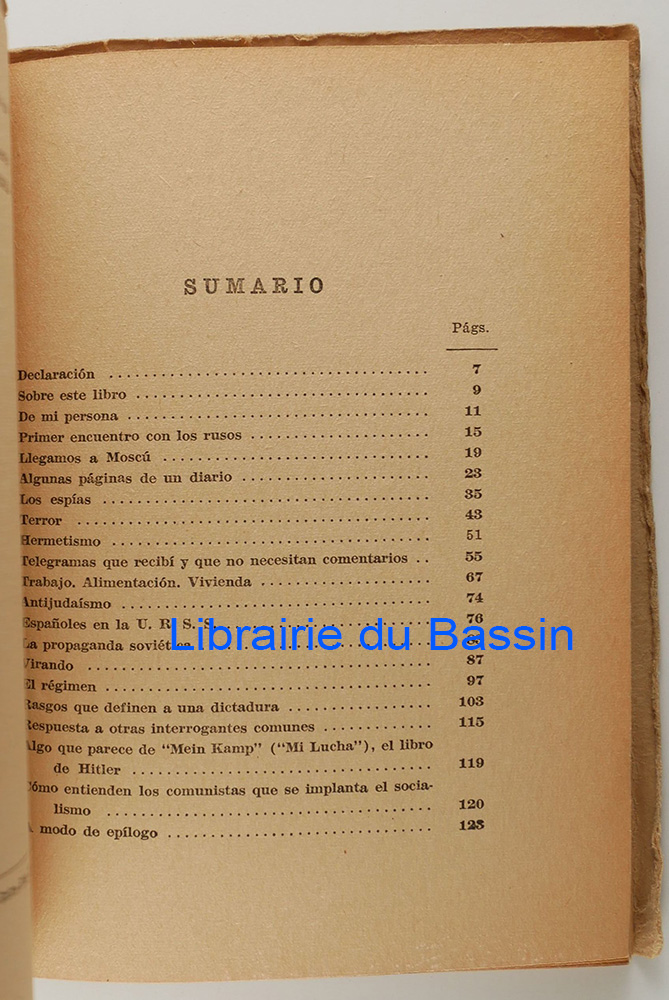 SUMARIO
Págs.
Declaración ........................................ 7
Sobre este libro .................................... 9
De mi persona ..................................... 11
Primer encuentro con los rusos ...................... 15
Llegamos a Moscú ................................. 19
Algunas páginas de un diario ........................ 23
Los espías ......................................... 35
Terror ............................................ 43
Hermetismo ....................................... 51
Telegramas que recibí y que no necesitan comentarios .. 55
Trabajo. Alimentación. Vivienda ..................... 67
Antijudaísmo ...................................... 74
Españoles en la U. R. S. S. .......................... 76
La propaganda soviética
Librairie du Bassin
Virando .......................................... 87
El régimen ........................................ 97
Rasgos que definen a una dictadura .................. 103
Respuesta a otras interrogantes comunes .............. 115
Algo que parece de "Mein Kamp" ("Mi Lucha"), el libro
de Hitler ..................................... 119
Cómo entienden los comunistas que se implanta el socia-
lismo ........................................ 120
A modo de epílogo ................................. 123